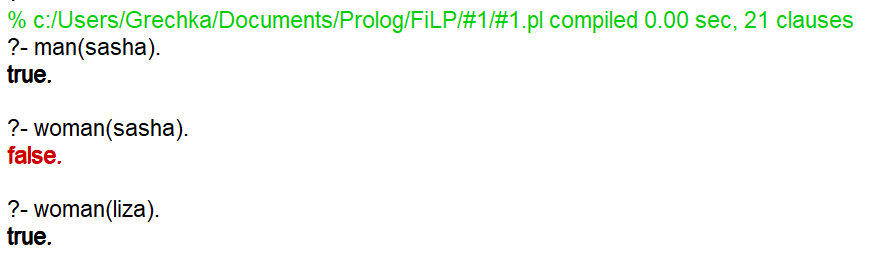 % c:/Users/Grechka/Documents/Prolog/FiLP/#1/#1.pl compiled 0.00 sec, 21 clauses
?- man(sasha).
true.
?- woman(sasha).
false.
?- woman(liza).
true.